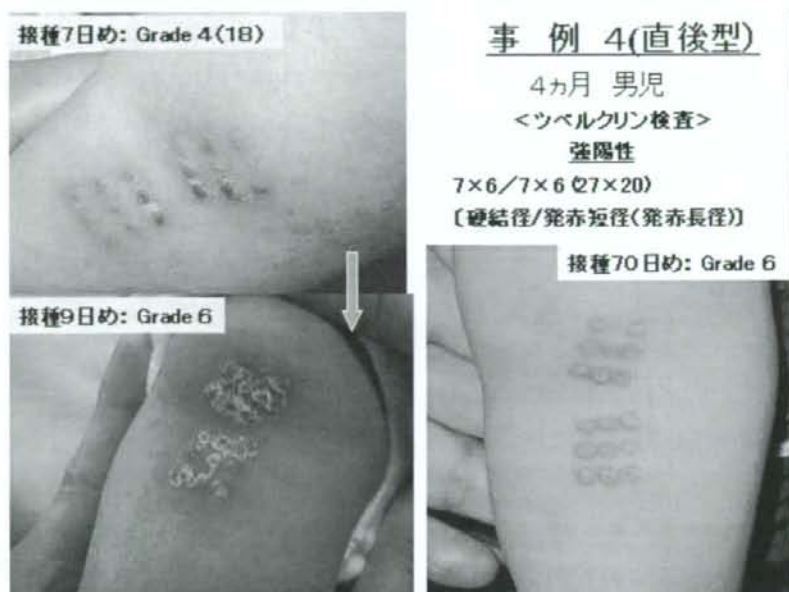 接種7日め: Grade 4(18)
事 例 4(直後型)
4ヵ月 男児
<ツベルクリン検査>
強陽性
7×6/7×6(27×20)
〔硬結径/発赤短径(発赤長径)〕
接種9日め: Grade 6
接種70日め: Grade 6